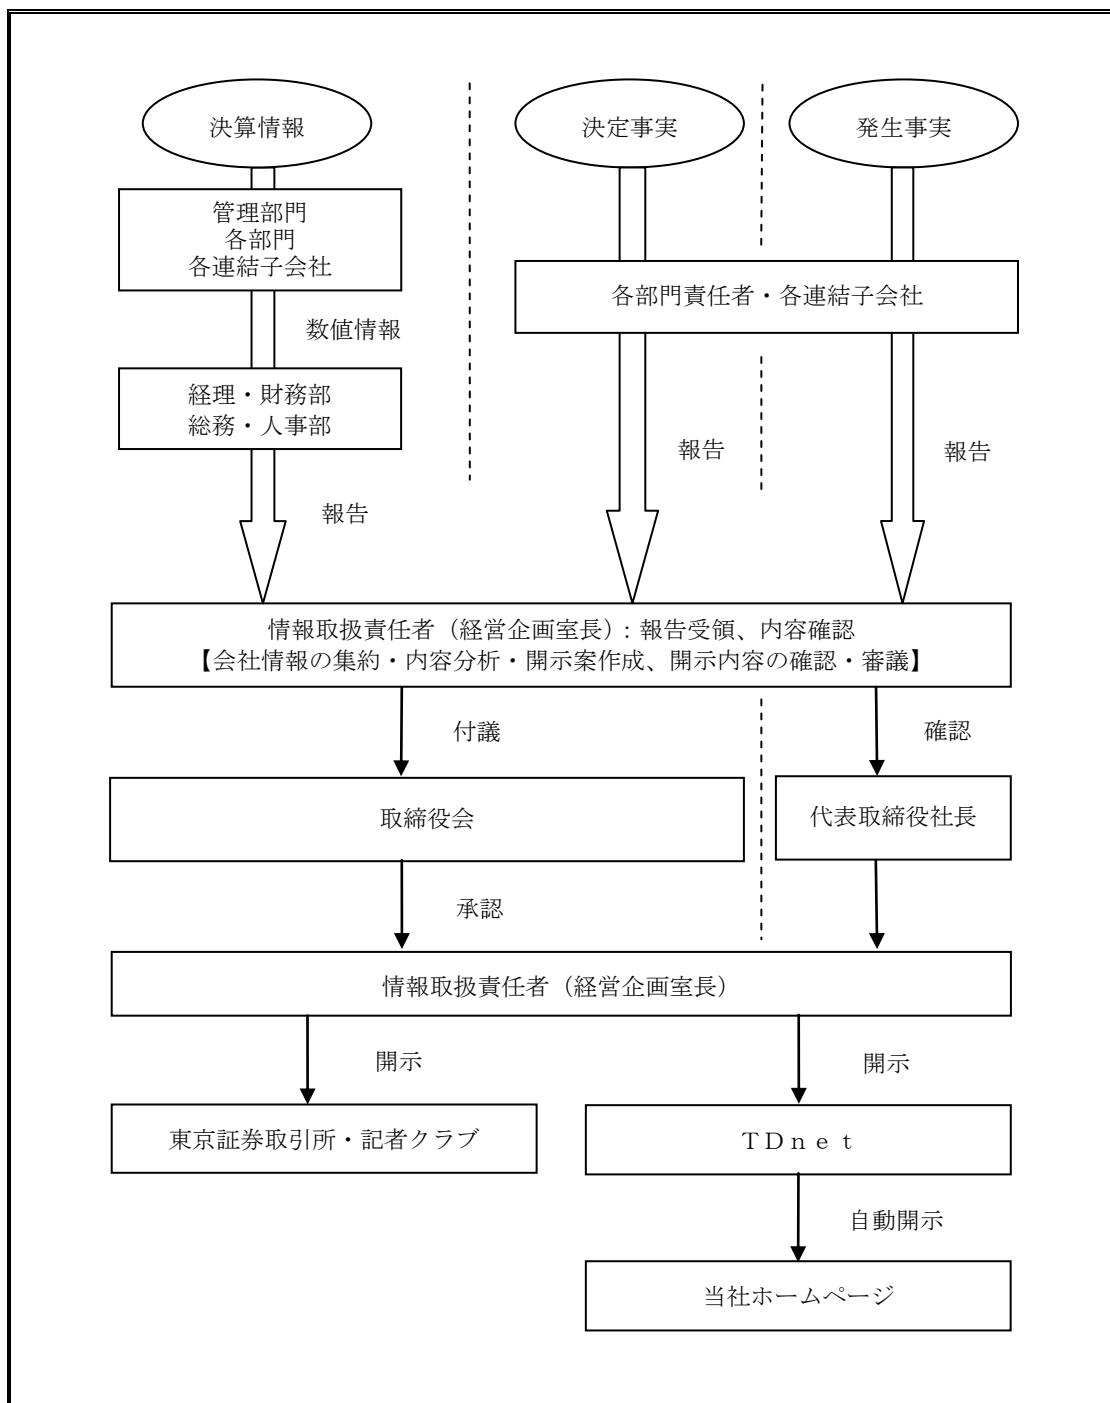 決算情報
決定事実
発生事実
管理部門
各部門
各連結子会社
各部門責任者・各連結子会社
数値情報
経理・財務部
総務・人事部
報告
報告
報告
情報取扱責任者（経営企画室長）：報告受領、内容確認
【会社情報の集約・内容分析・開示案作成、開示内容の確認・審議】
付議
確認
取締役会
代表取締役社長
承認
情報取扱責任者（経営企画室長）
開示
開示
東京証券取引所・記者クラブ
ＴＤｎｅｔ
自動開示
当社ホームページ